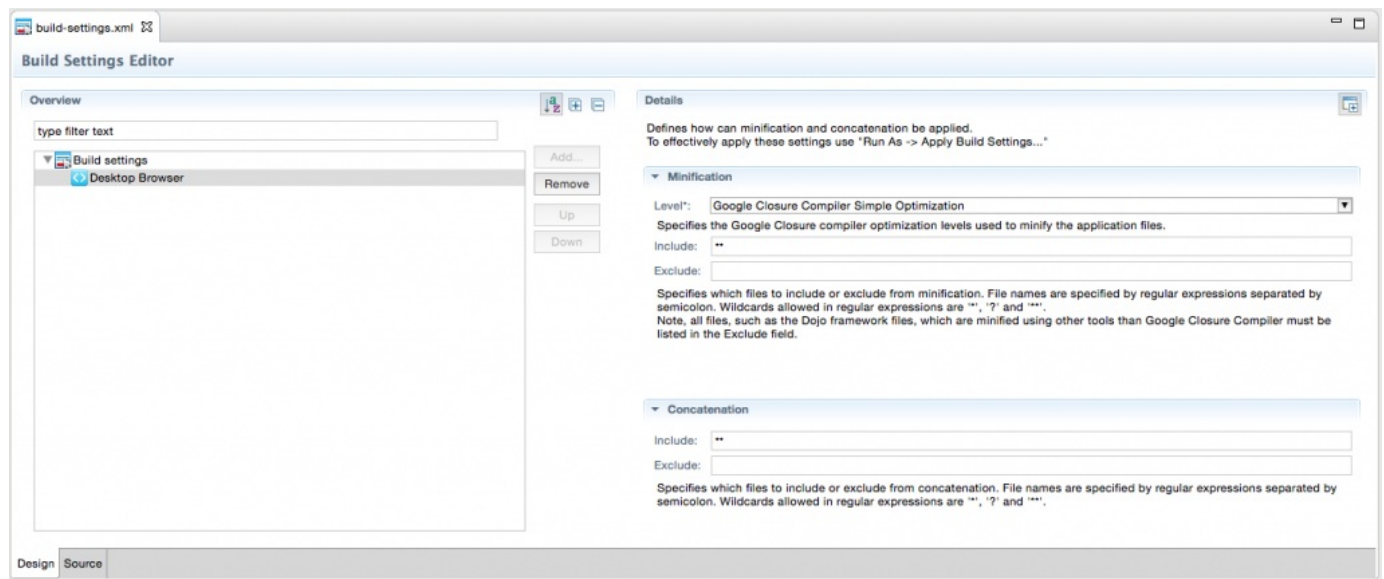 build-settings.xml
Build Settings Editor
Overview
type filter text
Build settings
Desktop Browser
Add...
Remove
Up
Down
Details
Defines how can minification and concatenation be applied.
To effectively apply these settings use "Run As -> Apply Build Settings..."
Minification
Level*: Google Closure Compiler Simple Optimization
Specifies the Google Closure compiler optimization levels used to minify the application files.
Include: **
Exclude:
Specifies which files to include or exclude from minification. File names are specified by regular expressions separated by
semicolon. Wildcards allowed in regular expressions are '*', '?' and '**'.
Note, all files, such as the Dojo framework files, which are minified using other tools than Google Closure Compiler must be
listed in the Exclude field.
Concatenation
Include: **
Exclude:
Specifies which files to include or exclude from concatenation. File names are specified by regular expressions separated by
semicolon. Wildcards allowed in regular expressions are '*', '?' and '**'.
Design Source